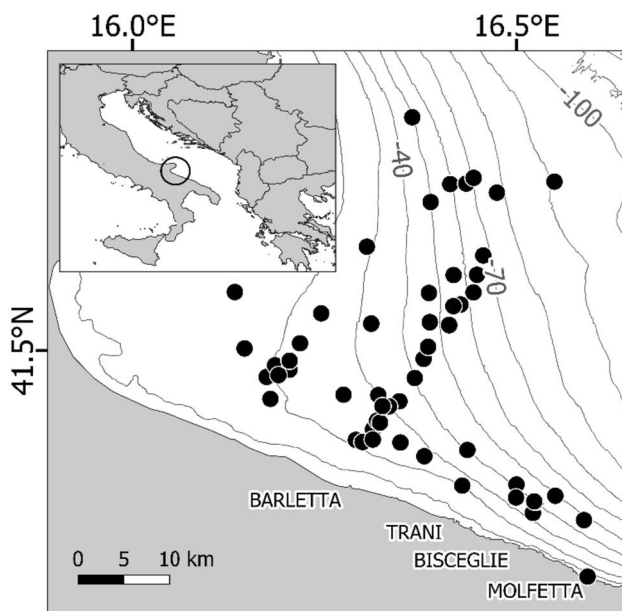 16.0°E 16.5°E
-100
-40
-70
41.5°N
BARLETTA
TRANI
BISCEGLIE
MOLFETTA
0 5 10 km